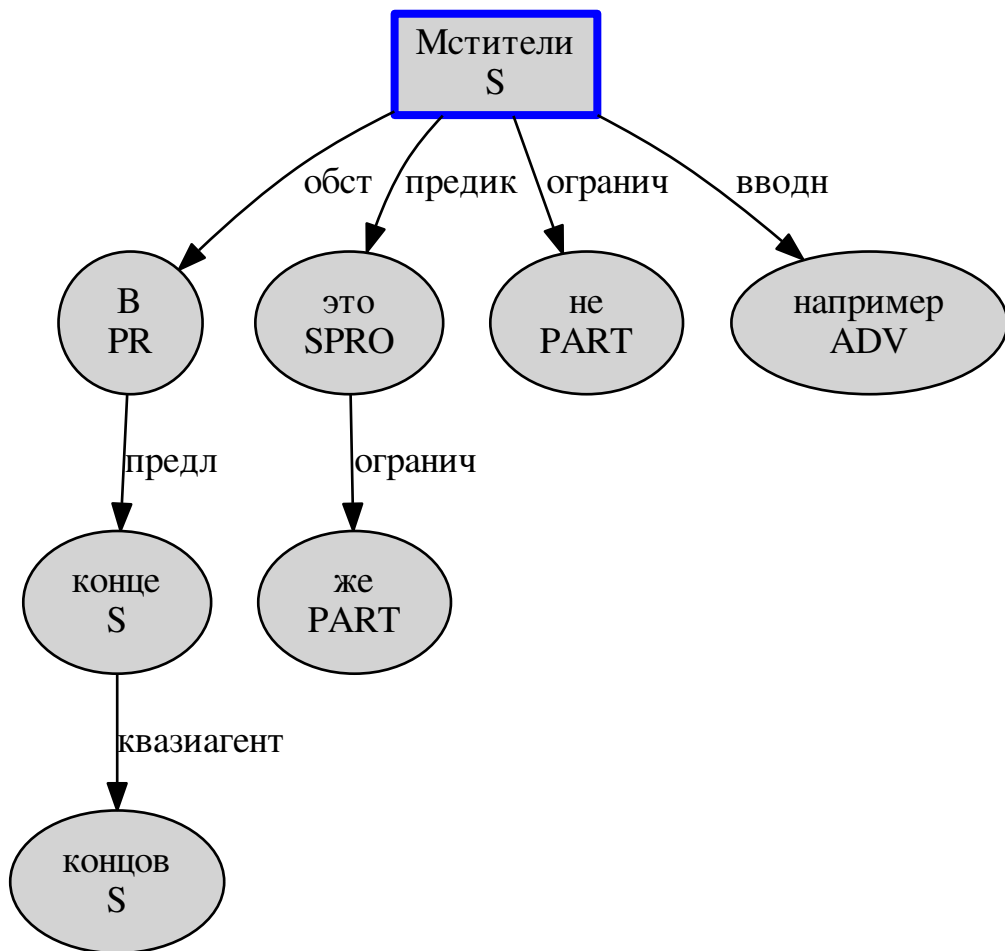 Мстители
S
обст
предик
огранич
вводн
В
PR
это
SPRO
не
PART
например
ADV
предл
огранич
конце
S
же
PART
квазиагент
концов
S